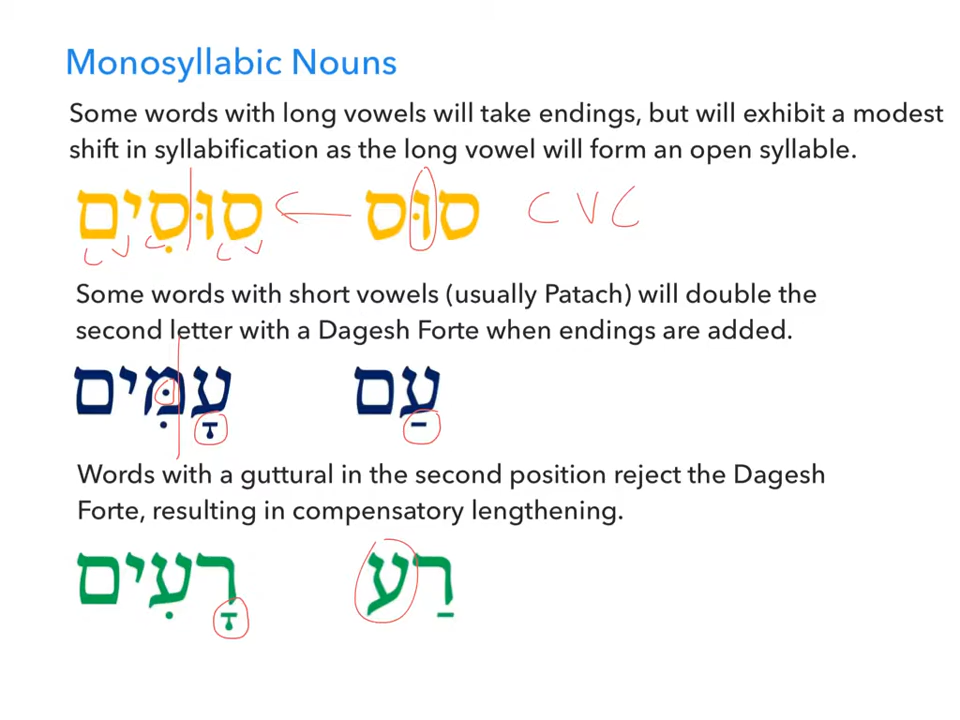 Monosyllabic Nouns
Some words with long vowels will take endings, but will exhibit a modest
shift in syllabification as the long vowel will form an open syllable.
סוּסִים ← סוּס C V C
C V C C V
Some words with short vowels (usually Patach) will double the
second letter with a Dagesh Forte when endings are added.
עָמִּים עַם
Words with a guttural in the second position reject the Dagesh
Forte, resulting in compensatory lengthening.
רָעִים רַע